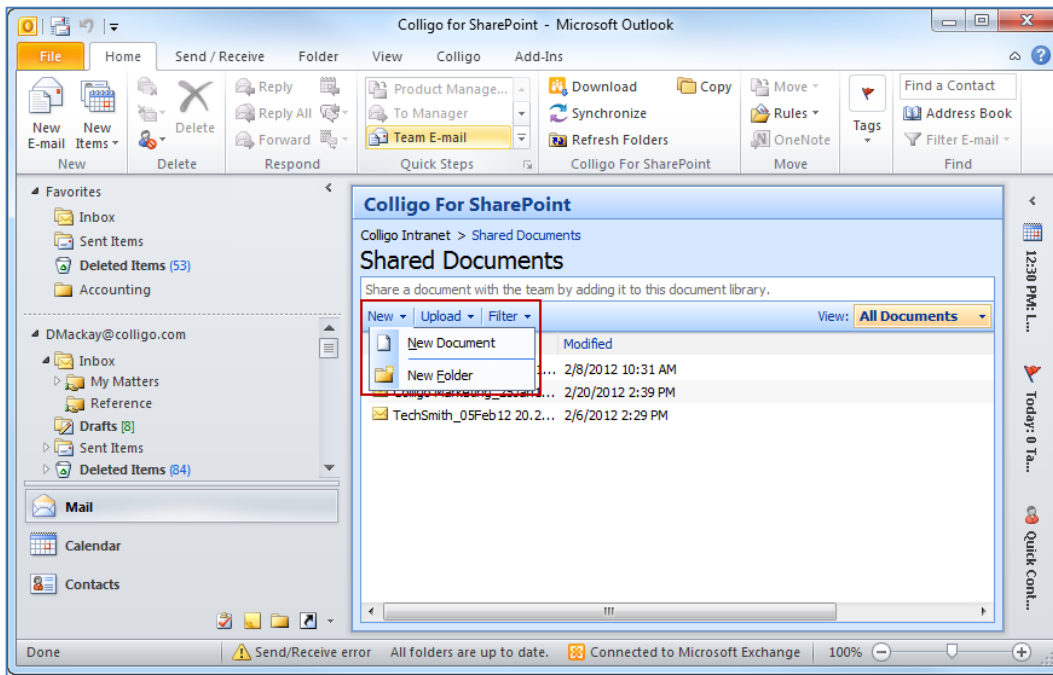 Colligo for SharePoint - Microsoft Outlook
File Home Send / Receive Folder View Colligo Add-Ins
New E-mail
New Items
New
Delete
Delete
Reply
Reply All
Forward
Respond
Product Manage...
To Manager
Team E-mail
Quick Steps
Download Copy
Synchronize
Refresh Folders
Colligo For SharePoint
Move
Rules
OneNote
Move
Tags
Find a Contact
Address Book
Filter E-mail
Find
Favorites
Inbox
Sent Items
Deleted Items (53)
Accounting
DMackay@colligo.com
Inbox
My Matters
Reference
Drafts [8]
Sent Items
Deleted Items (84)
Mail
Calendar
Contacts
Colligo For SharePoint
Colligo Intranet > Shared Documents
Shared Documents
Share a document with the team by adding it to this document library.
New Upload Filter View: All Documents
New Document
New Folder
Modified
2/8/2012 10:31 AM
2/20/2012 2:39 PM
TechSmith_05Feb12 20.2... 2/6/2012 2:29 PM
12:30 PM: L...
Today: 0 Ta...
Quick Cont...
Done Send/Receive error All folders are up to date. Connected to Microsoft Exchange 100%